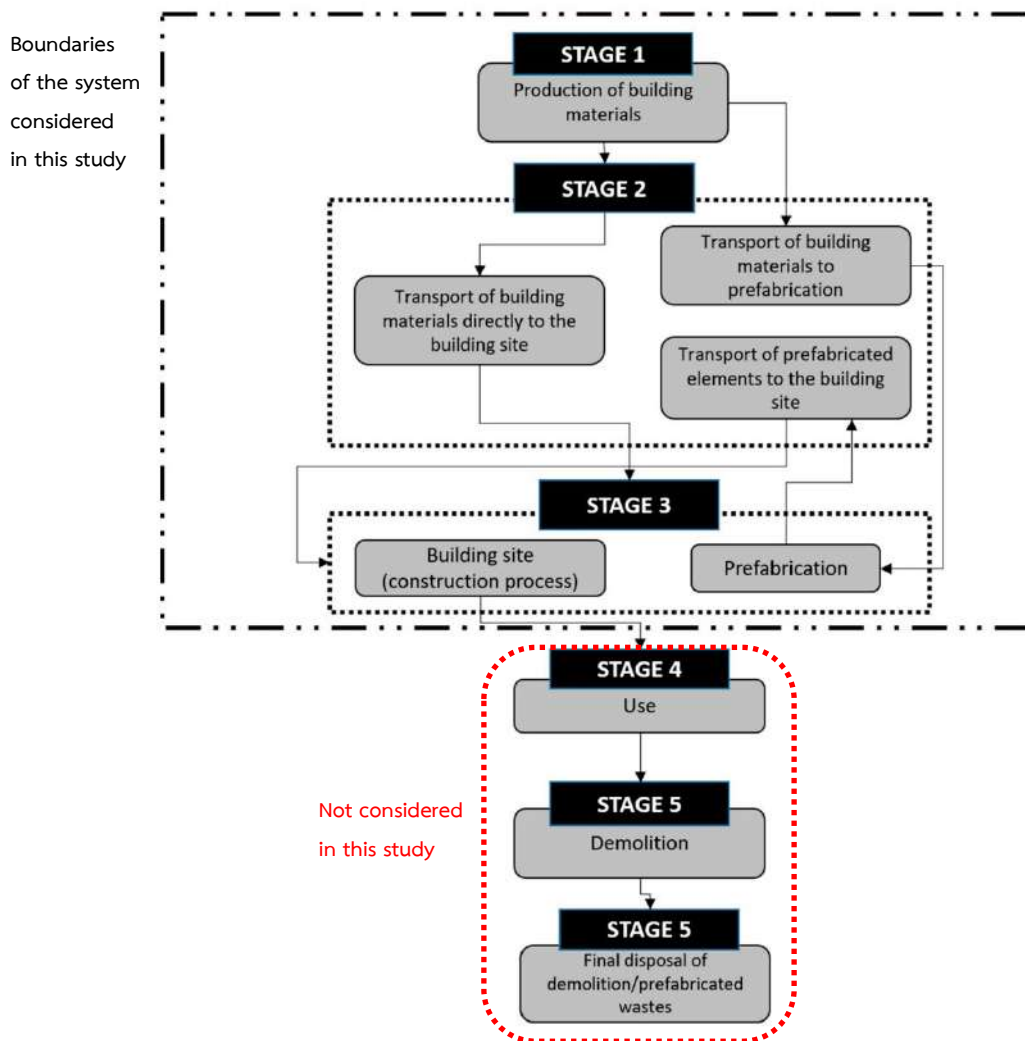 Boundaries
of the system
considered
in this study
STAGE 1
Production of building
materials
STAGE 2
Transport of building
materials to
prefabrication
Transport of building
materials directly to the
building site
Transport of prefabricated
elements to the building
site
STAGE 3
Building site
(construction process)
Prefabrication
STAGE 4
Use
Not considered
in this study
STAGE 5
Demolition
STAGE 5
Final disposal of
demolition/prefabricated
wastes